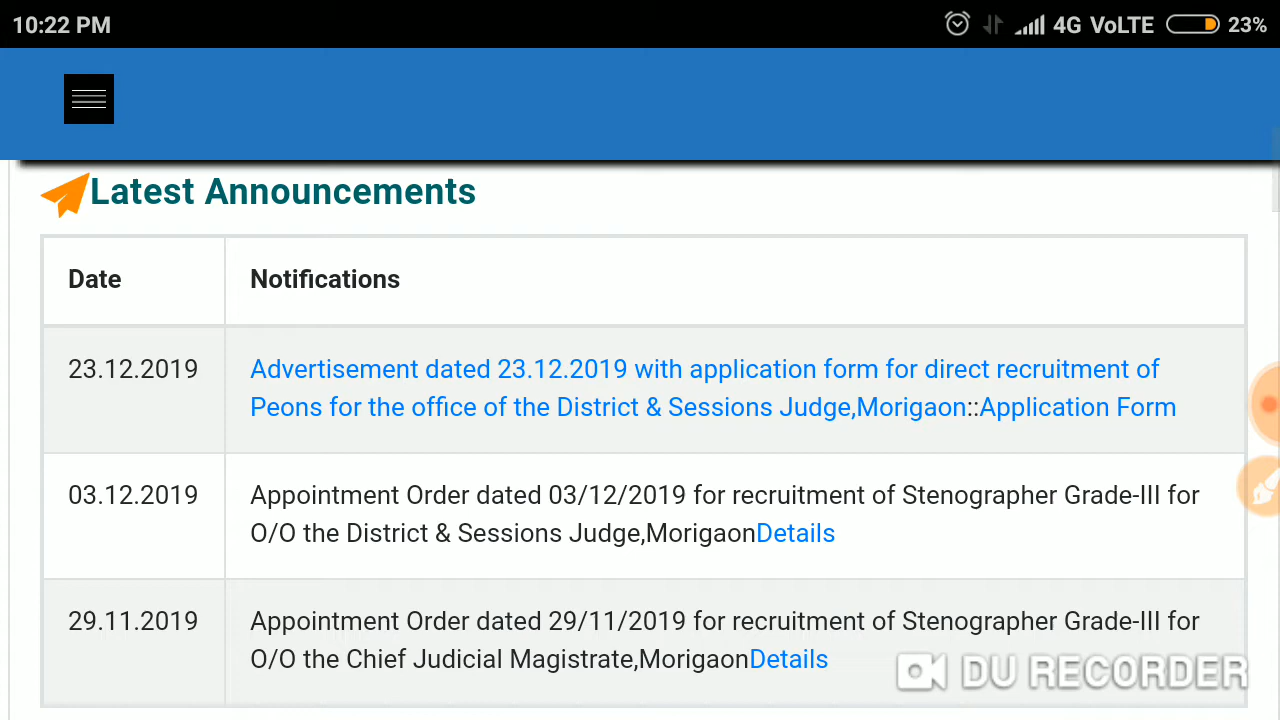 10:22 PM 4G VoLTE 23%
Latest Announcements
Date Notifications
23.12.2019 Advertisement dated 23.12.2019 with application form for direct recruitment of
Peons for the office of the District & Sessions Judge,Morigaon::Application Form
03.12.2019 Appointment Order dated 03/12/2019 for recruitment of Stenographer Grade-III for
O/O the District & Sessions Judge,MorigaonDetails
29.11.2019 Appointment Order dated 29/11/2019 for recruitment of Stenographer Grade-III for
O/O the Chief Judicial Magistrate,MorigaonDetails
DU RECORDER